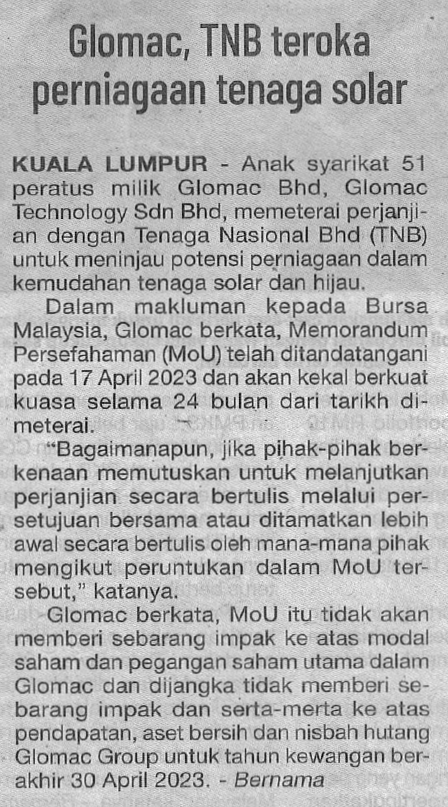 Glomac, TNB teroka
perniagaan tenaga solar
KUALA LUMPUR - Anak syarikat 51
peratus milik Glomac Bhd, Glomac
Technology Sdn Bhd, memeterai perjanji-
an dengan Tenaga Nasional Bhd (TNB)
untuk meninjau potensi perniagaan dalam
kemudahan tenaga solar dan hijau.
Dalam makluman kepada Bursa
Malaysia, Glomac berkata, Memorandum
Persefahaman (MoU) telah ditandatangani
pada 17 April 2023 dan akan kekal berkuat
kuasa selama 24 bulan dari tarikh di-
meterai.
“Bagaimanapun, jika pihak-pihak ber-
kenaan memutuskan untuk melanjutkan
perjanjian secara bertulis melalui per-
setujuan bersama atau ditamatkan lebih
awal secara bertulis oleh mana-mana pihak
mengikut peruntukan dalam MoU ter-
sebut,” katanya.
Glomac berkata, MoU itu tidak akan
memberi sebarang impak ke atas modal
saham dan pegangan saham utama dalam
Glomac dan dijangka tidak memberi se-
barang impak dan serta-merta ke atas
pendapatan, aset bersih dan nisbah hutang
Glomac Group untuk tahun kewangan ber-
akhir 30 April 2023. - Bernama